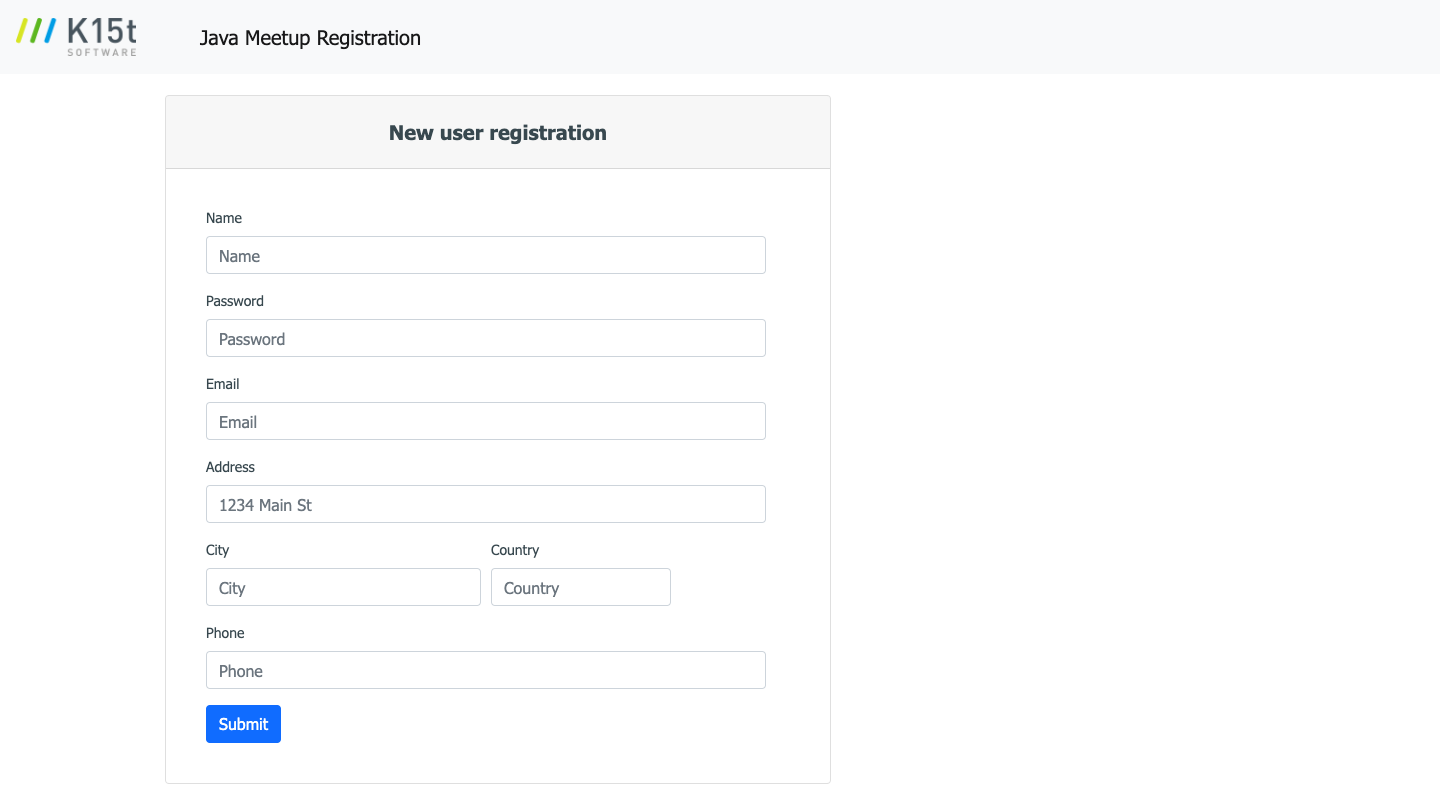 K15t
SOFTWARE
Java Meetup Registration
New user registration
Name
Name
Password
Password
Email
Email
Address
1234 Main St
City Country
City Country
Phone
Phone
Submit